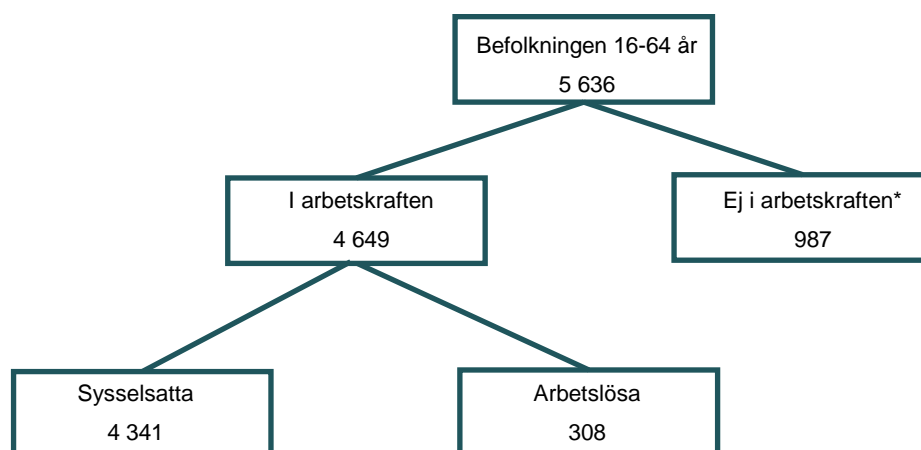 Befolkningen 16-64 år
5 636
I arbetskraften
4 649
Ej i arbetskraften*
987
Sysselsatta
4 341
Arbetslösa
308